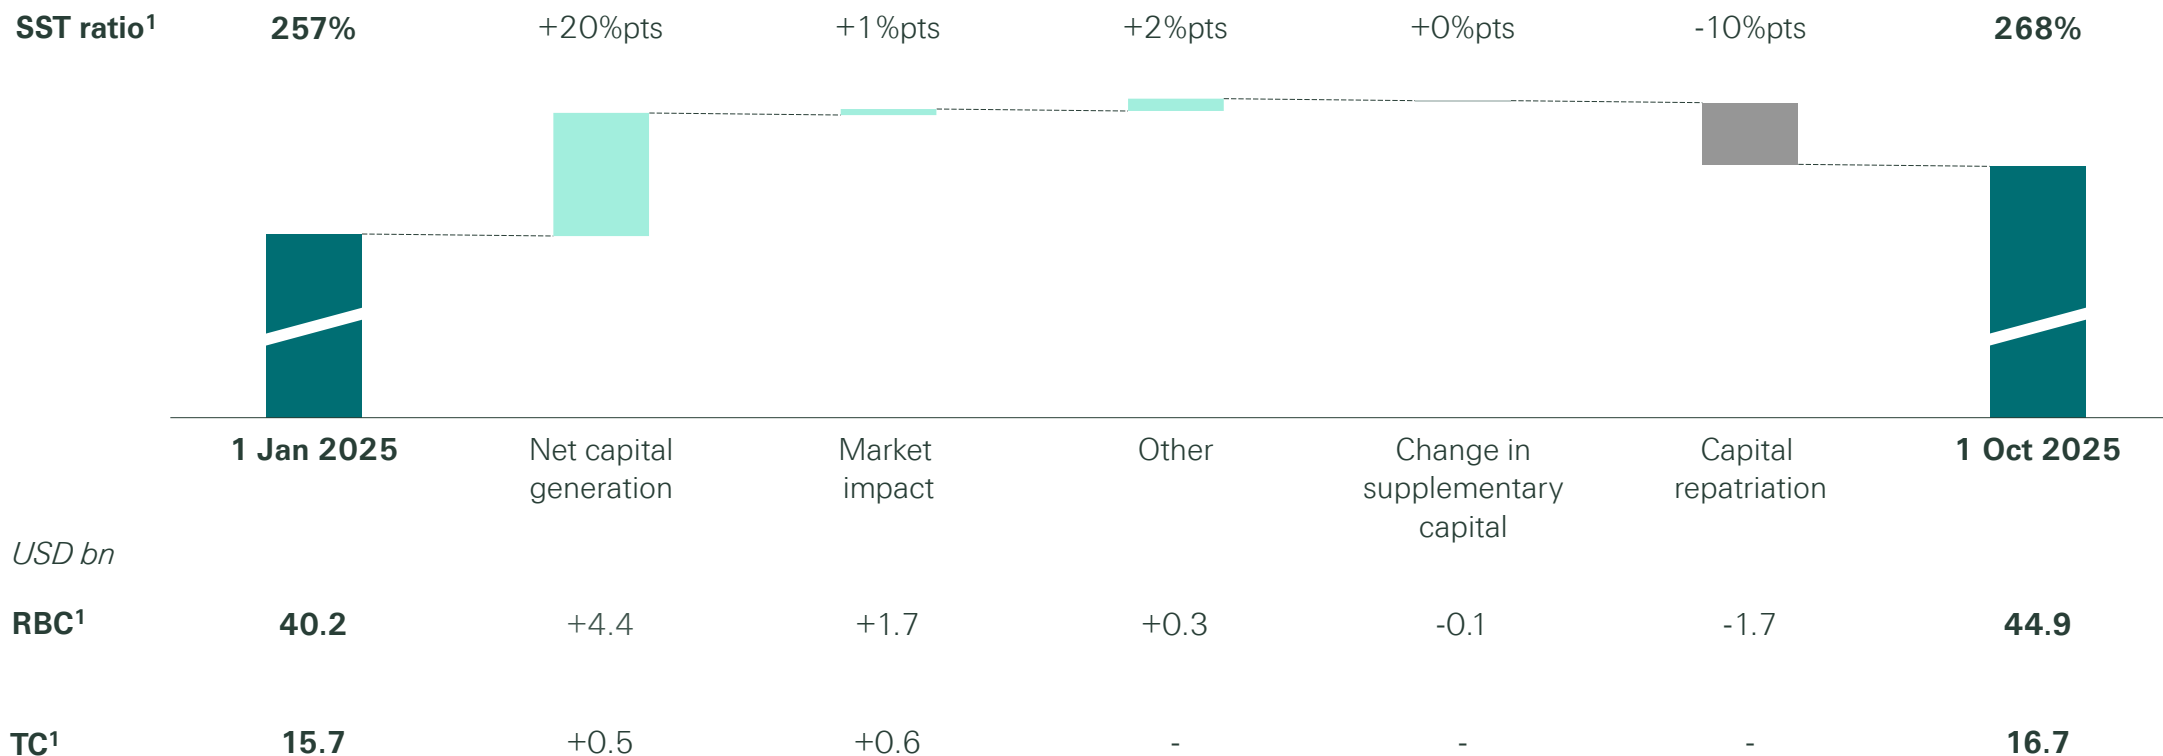 SST ratio¹ 257% +20%pts +1%pts +2%pts +0%pts -10%pts 268%
1 Jan 2025 Net capital Market Other Change in Capital 1 Oct 2025
generation impact supplementary repatriation
capital
USD bn
RBC¹ 40.2 +4.4 +1.7 +0.3 -0.1 -1.7 44.9
TC¹ 15.7 +0.5 +0.6 - - - 16.7